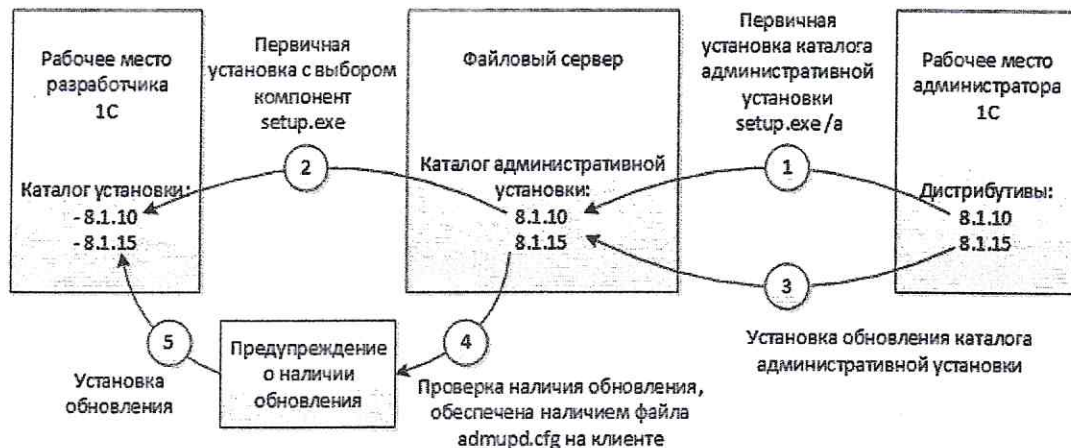 Рабочее место
разработчика
1С
Каталог установки:
- 8.1.10
- 8.1.15
Первичная
установка с выбором
компонент
setup.exe
2
Файловый сервер
Каталог административной
установки:
8.1.10
8.1.15
Первичная
установка каталога
административной
установки
setup.exe /a
1
Рабочее место
администратора
1С
Дистрибутивы:
8.1.10
8.1.15
3
Установка обновления каталога
административной установки
4
Проверка наличия обновления,
обеспечена наличием файла
admupd.cfg на клиенте
Предупреждение
о наличии
обновления
5
Установка
обновления